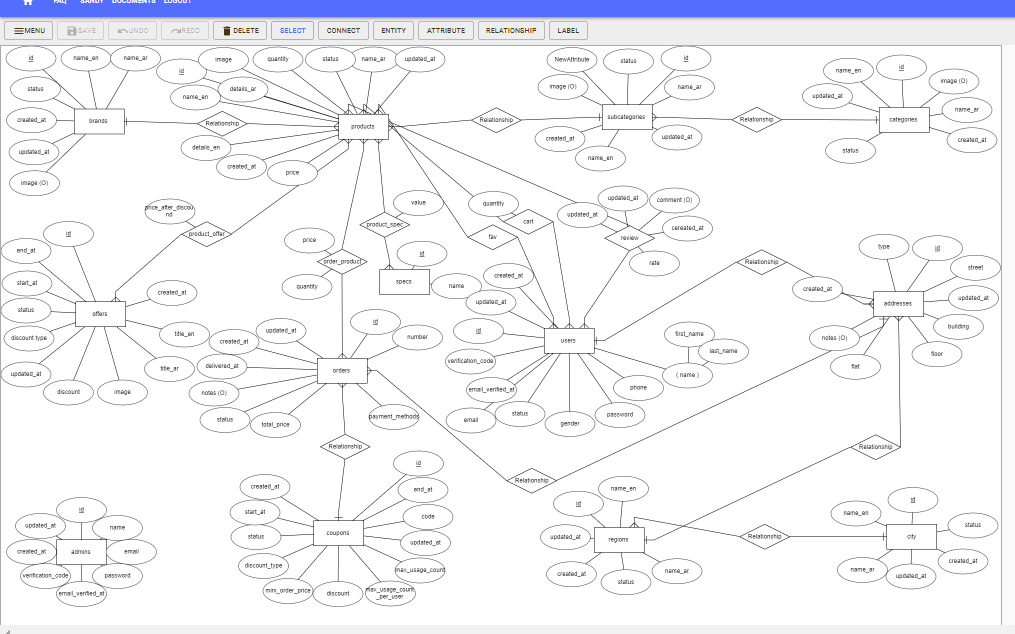 FAQ SANDY DOCUMENTS LOGOUT
MENU SAVE UNDO REDO DELETE SELECT CONNECT ENTITY ATTRIBUTE RELATIONSHIP LABEL
id name_en name_ar
status
created_at
updated_at
image (O)
brands
Relationship
id
image
quantity
status
name_ar
updated_at
name_en
details_ar
details_en
created_at
price
products
Relationship
NewAttribute
status
id
image (O)
name_ar
subcategories
created_at
updated_at
name_en
Relationship
name_en
id
image (O)
updated_at
name_ar
categories
status
created_at
price_after_discou
nd
product_offer
id
end_at
start_at
status
discount type
updated_at
discount
image
title_ar
title_en
created_at
offers
price
order_product
quantity
value
product_spec
id
specs
name
quantity
cart
fav
updated_at
updated_at
comment (O)
cereated_at
review
rate
Relationship
created_at
type
id
street
updated_at
building
floor
flat
notes (O)
addresses
created_at
updated_at
id
verification_code
email_verified_at
email
status
gender
password
phone
users
first_name
last_name
( name )
updated_at
created_at
delivered_at
notes (O)
status
total_price
payment_methods
number
id
orders
Relationship
Relationship
Relationship
id
created_at
end_at
start_at
code
status
updated_at
discount_type
max_usage_count
mini_order_price
discount
max_usage_count
_per_user
coupons
id
updated_at
name
created_at
email
verification_code
password
email_verified_at
admins
name_en
id
updated_at
created_at
status
name_ar
regions
Relationship
id
name_en
status
created_at
name_ar
updated_at
city